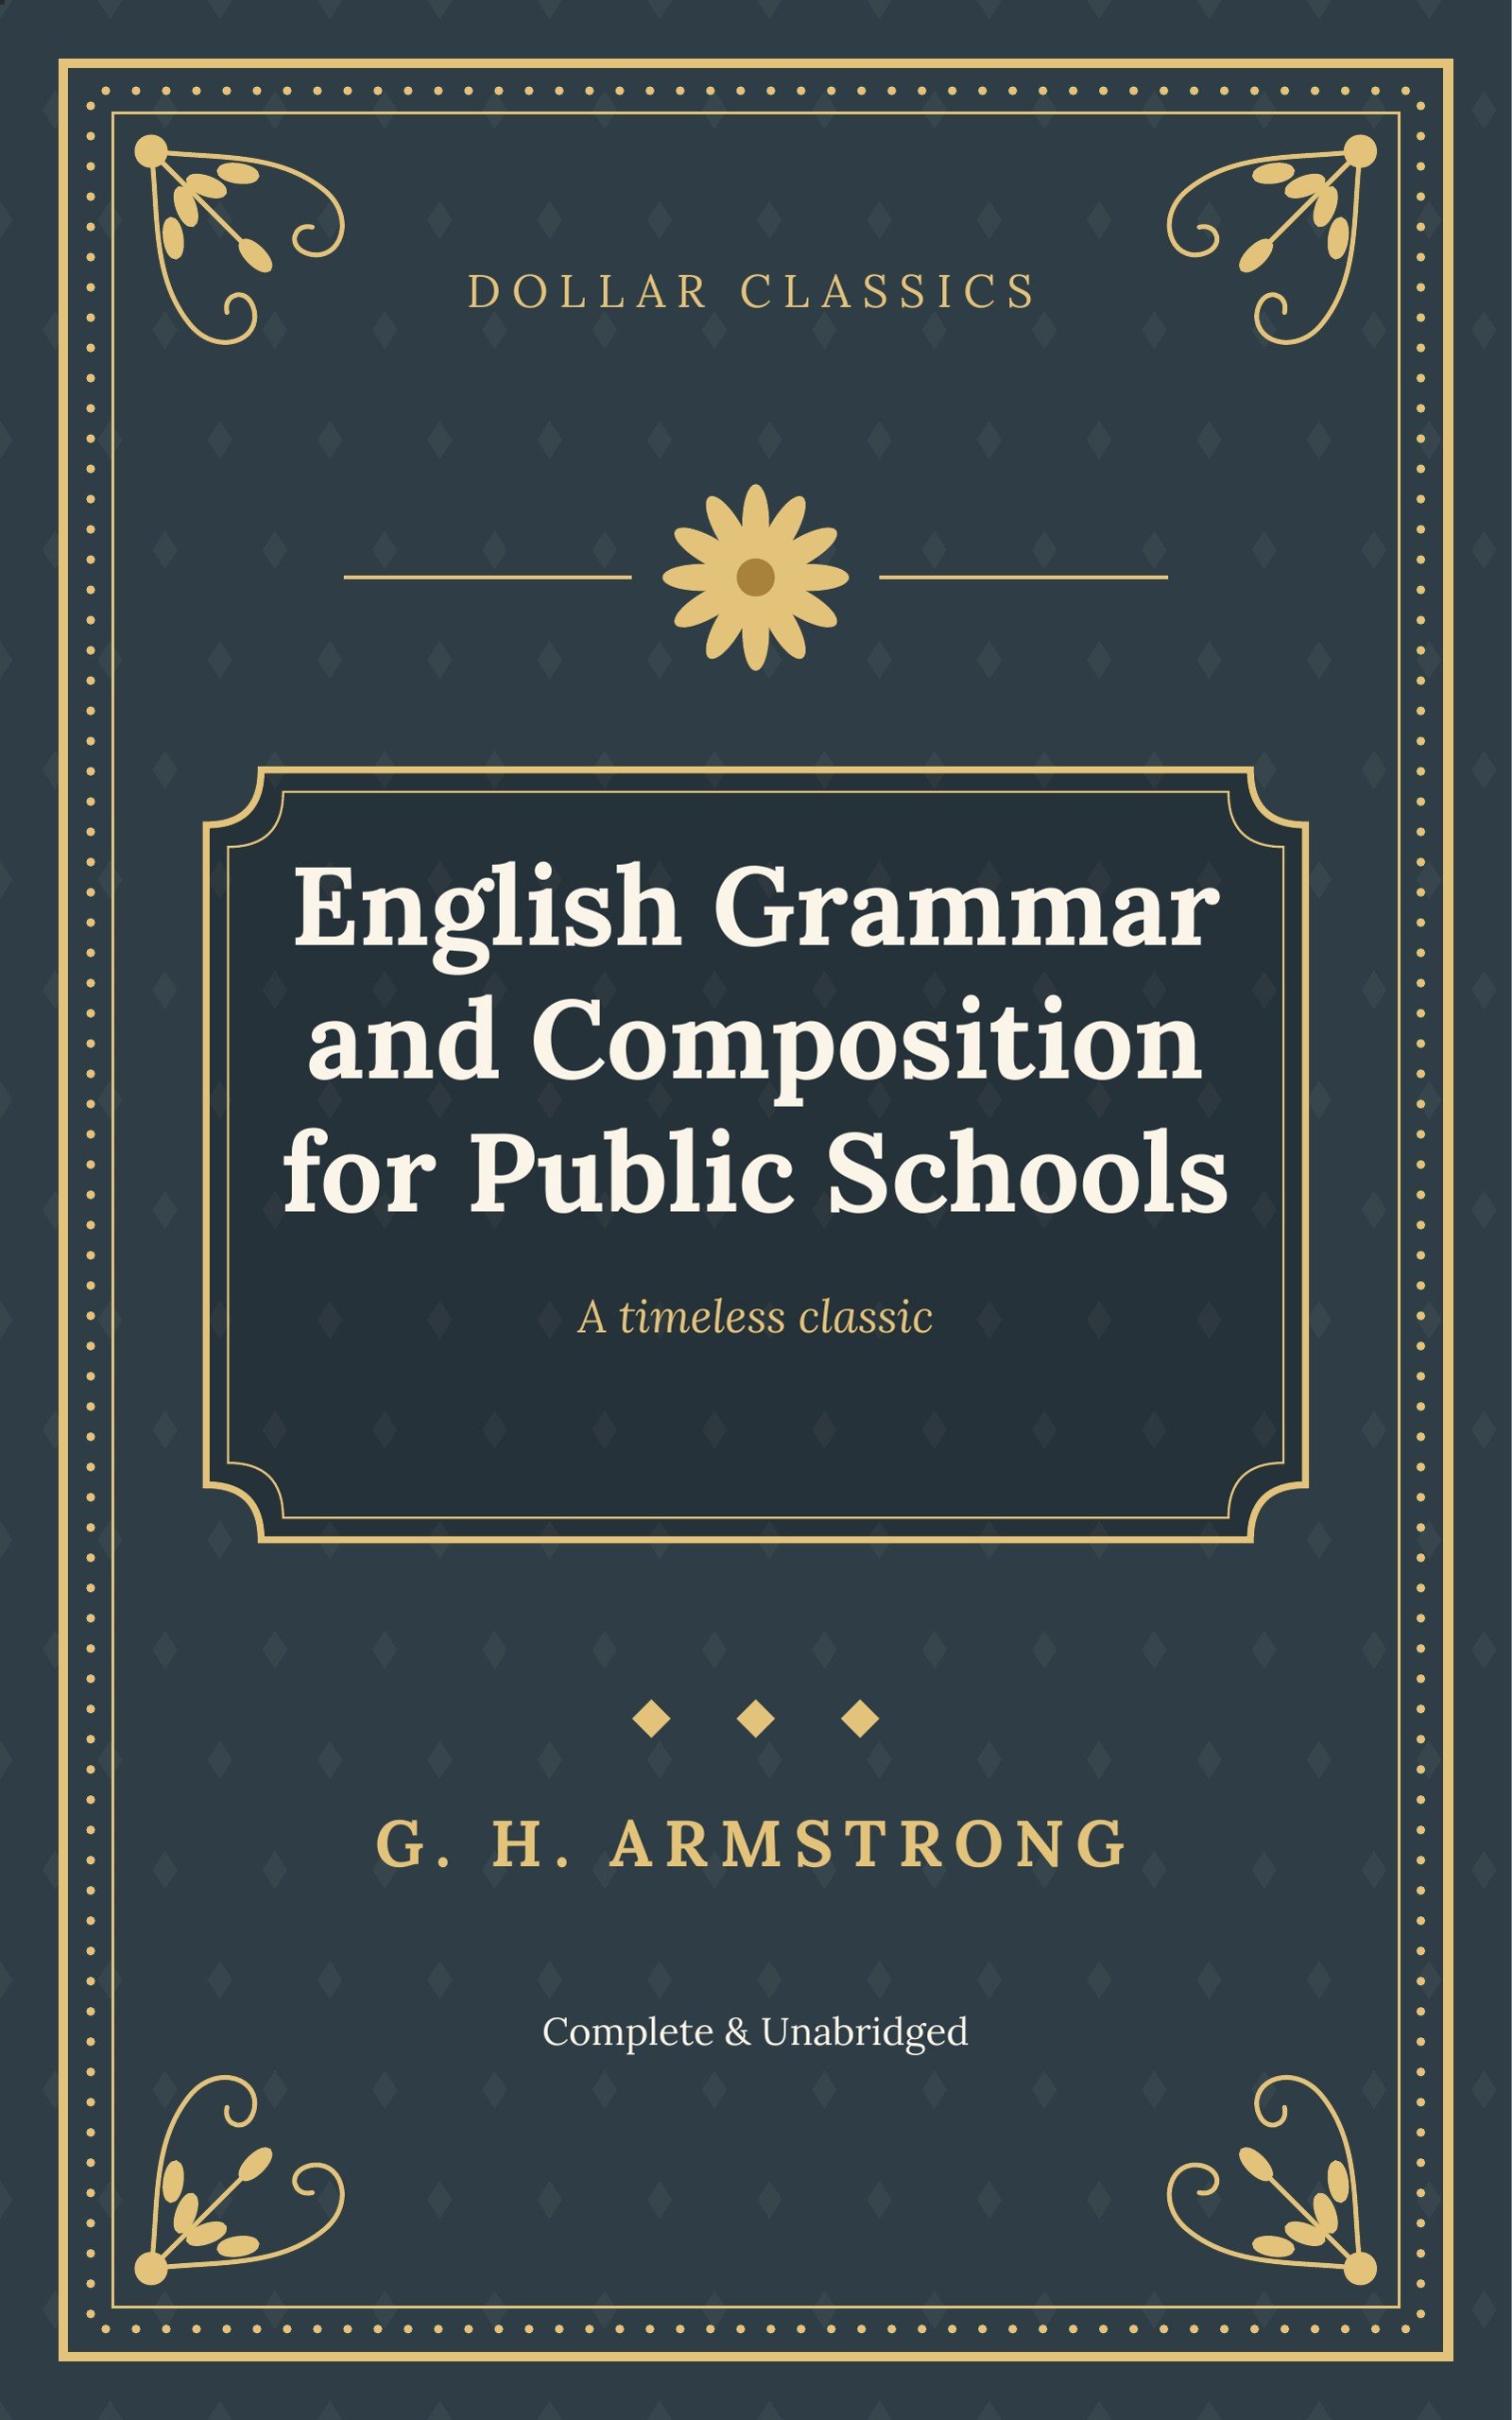 DOLLAR CLASSICS
English Grammar
and Composition
for Public Schools
A timeless classic
G. H. ARMSTRONG
Complete & Unabridged